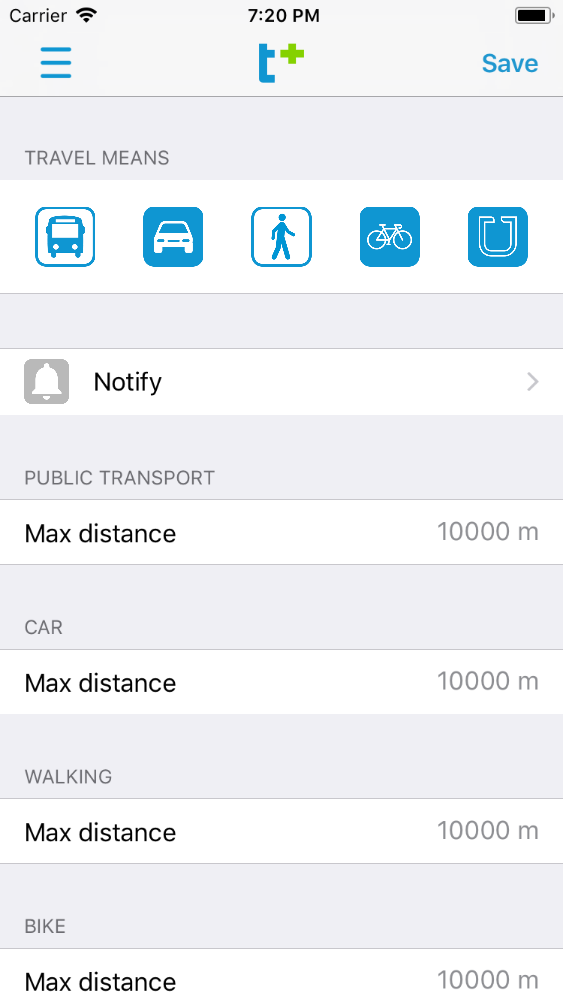 Carrier 7:20 PM
t+ Save
TRAVEL MEANS
Notify
PUBLIC TRANSPORT
Max distance 10000 m
CAR
Max distance 10000 m
WALKING
Max distance 10000 m
BIKE
Max distance 10000 m